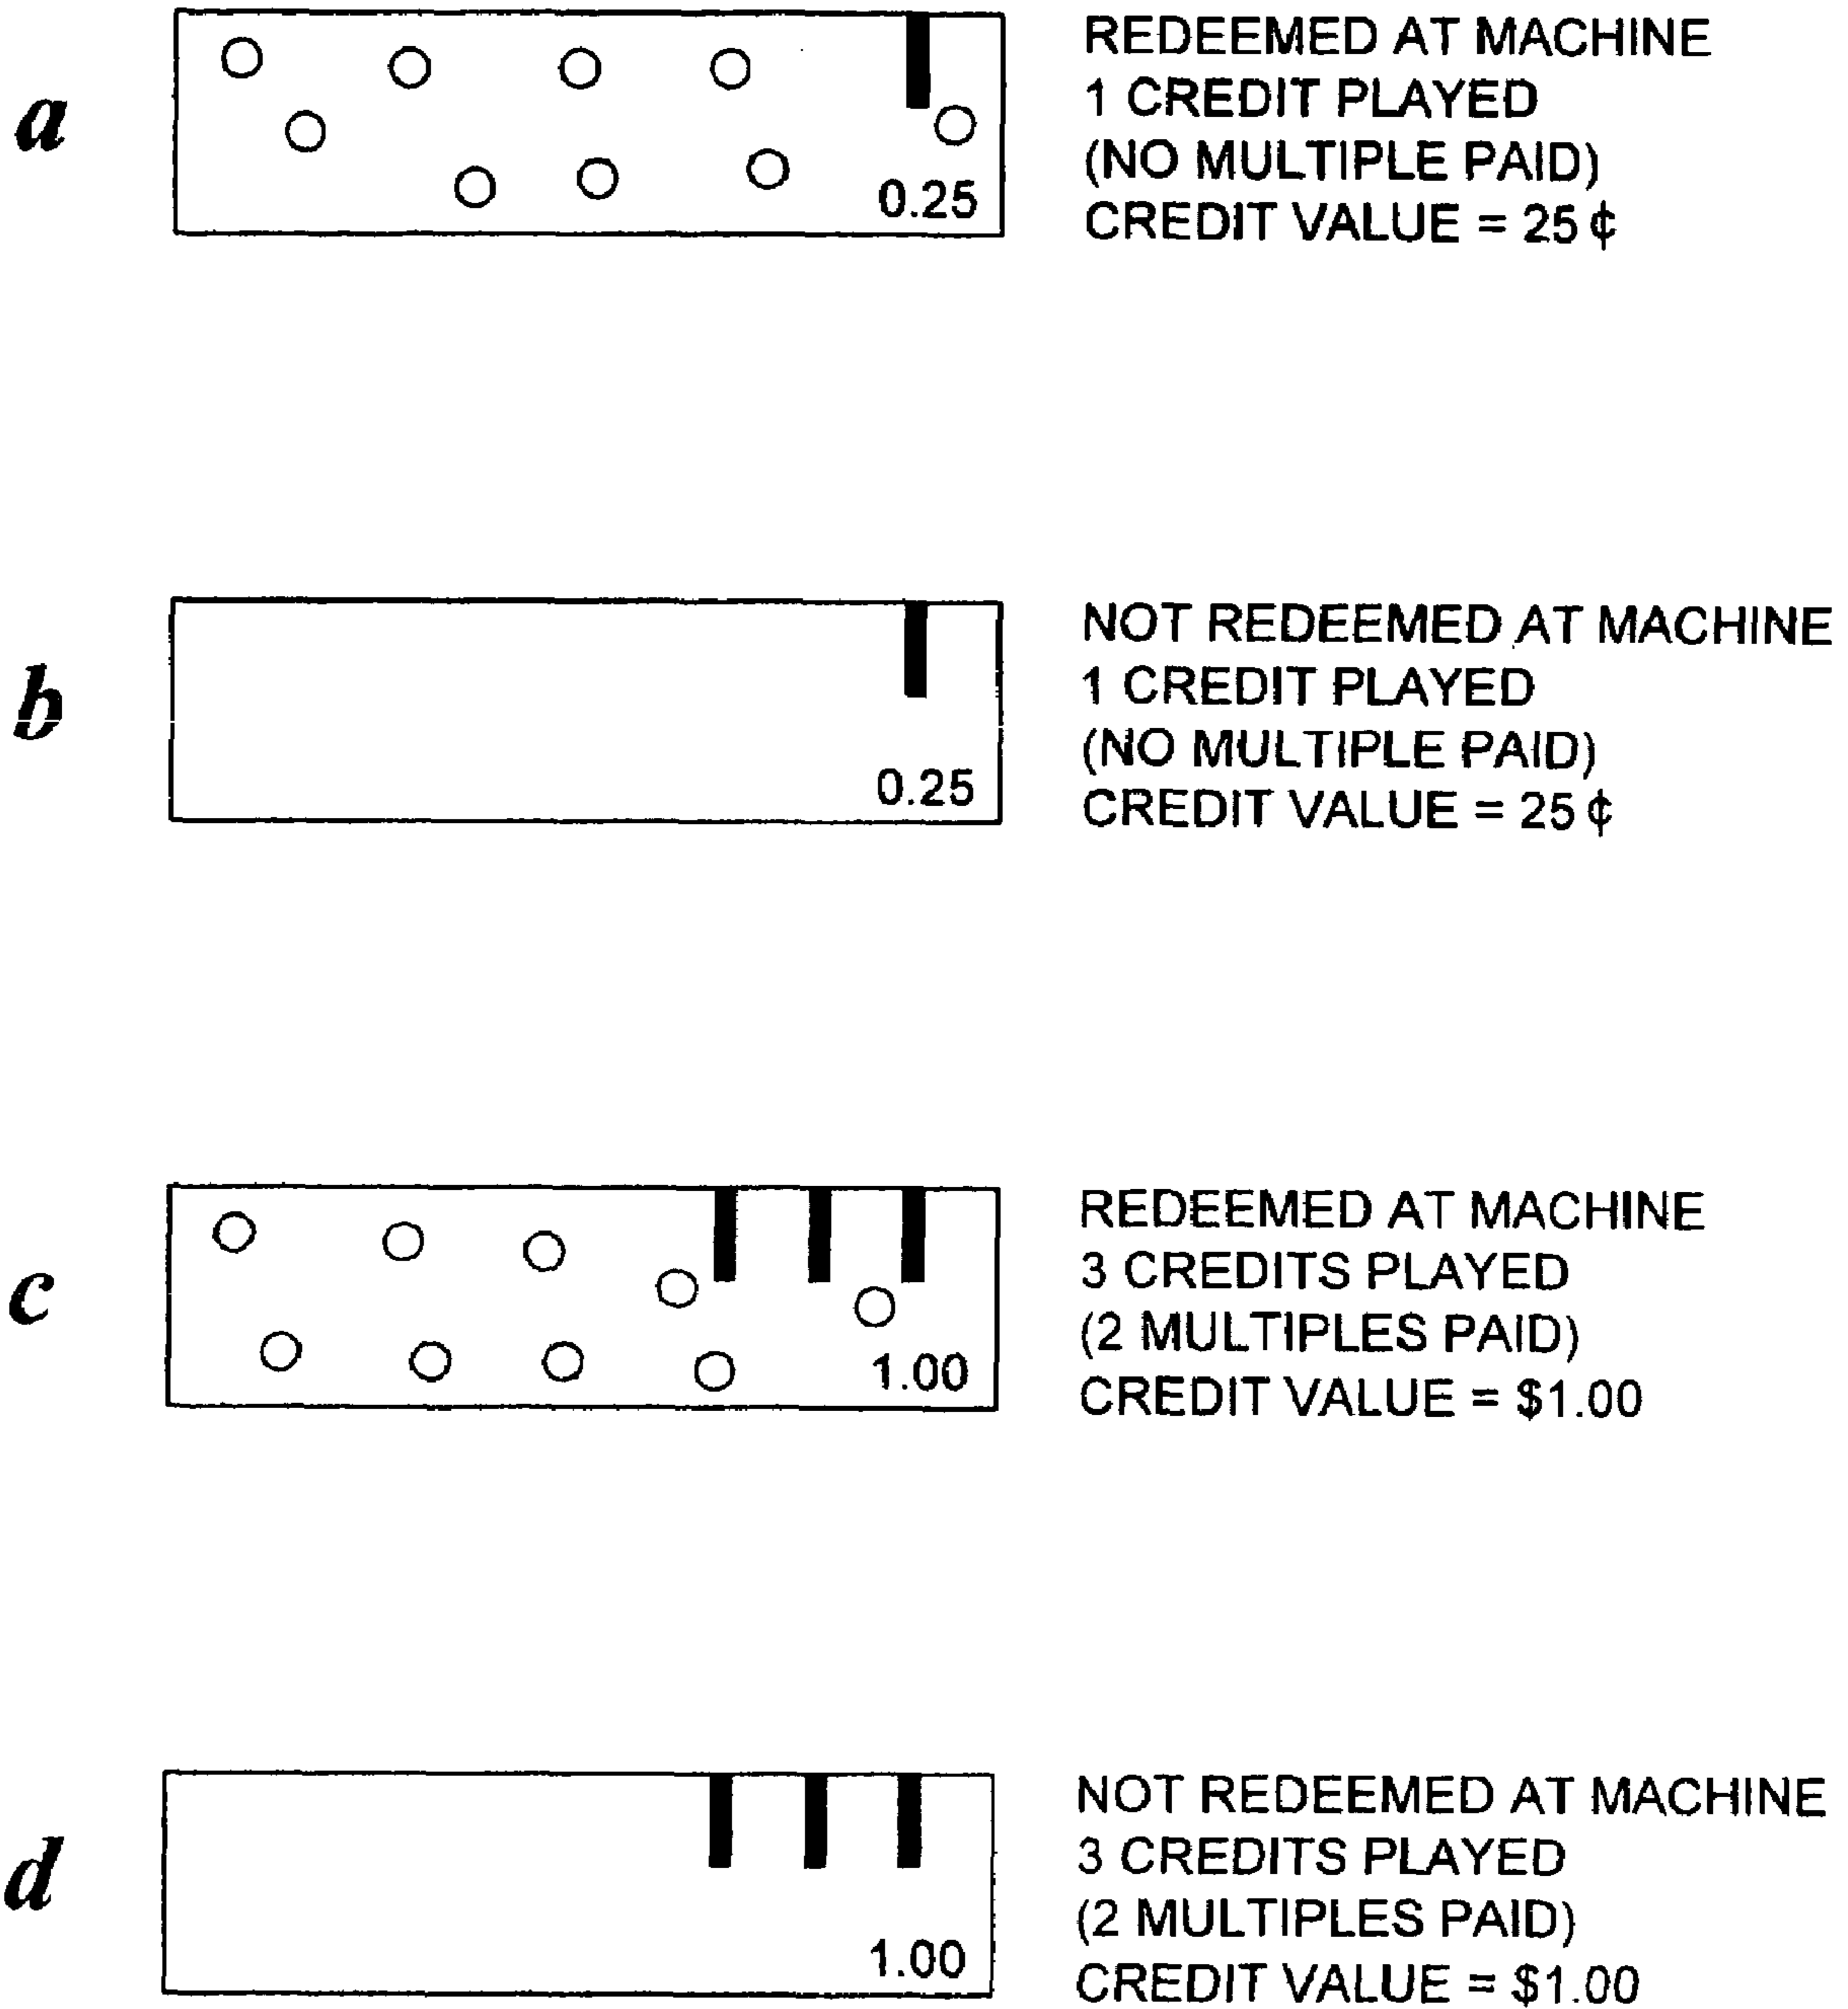 a
0.25
REDEEMED AT MACHINE
1 CREDIT PLAYED
(NO MULTIPLE PAID)
CREDIT VALUE = 25 ¢
b
0.25
NOT REDEEMED AT MACHINE
1 CREDIT PLAYED
(NO MULTIPLE PAID)
CREDIT VALUE = 25 ¢
c
1.00
REDEEMED AT MACHINE
3 CREDITS PLAYED
(2 MULTIPLES PAID)
CREDIT VALUE = $1.00
d
1.00
NOT REDEEMED AT MACHINE
3 CREDITS PLAYED
(2 MULTIPLES PAID)
CREDIT VALUE = $1.00